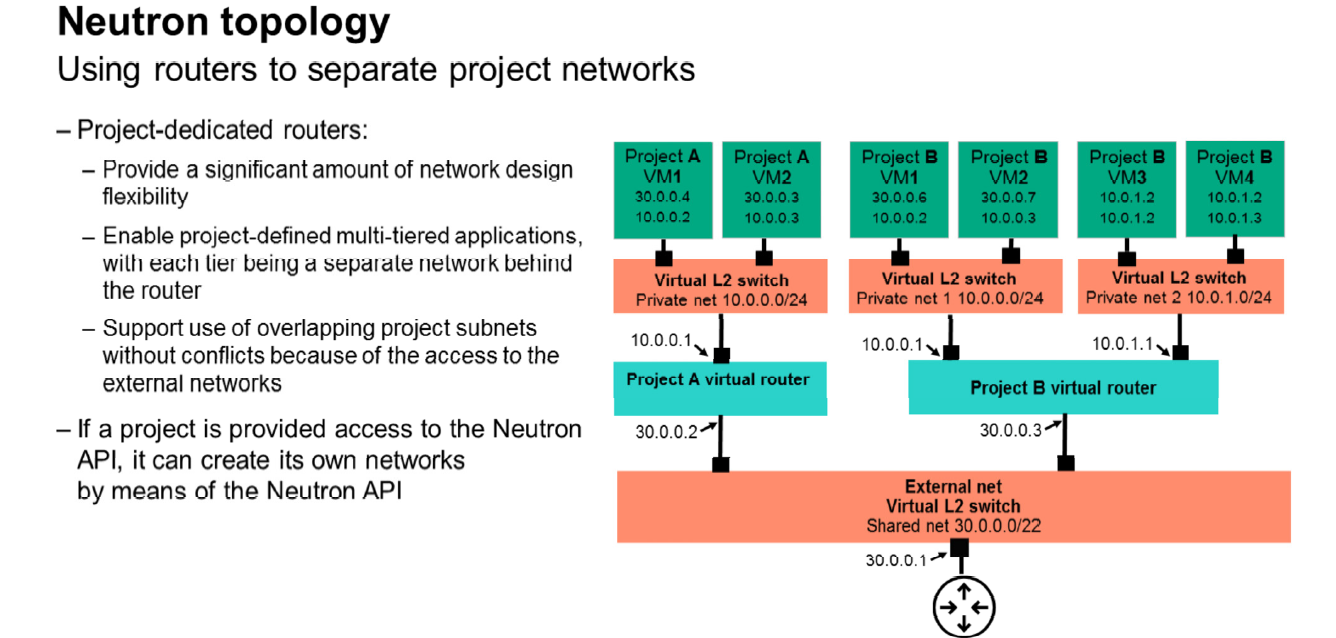 Neutron topology
Using routers to separate project networks
– Project-dedicated routers:
– Provide a significant amount of network design
flexibility
– Enable project-defined multi-tiered applications,
with each tier being a separate network behind
the router
– Support use of overlapping project subnets
without conflicts because of the access to the
external networks
– If a project is provided access to the Neutron
API, it can create its own networks
by means of the Neutron API
Project A
VM1
30.0.0.4
10.0.0.2
Project A
VM2
30.0.0.3
10.0.0.3
Project B
VM1
30.0.0.6
10.0.0.2
Project B
VM2
30.0.0.7
10.0.0.3
Project B
VM3
10.0.1.2
10.0.1.2
Project B
VM4
10.0.1.2
10.0.1.3
Virtual L2 switch
Private net 10.0.0.0/24
Virtual L2 switch
Private net 1 10.0.0.0/24
Virtual L2 switch
Private net 2 10.0.1.0/24
10.0.0.1
10.0.0.1
10.0.1.1
Project A virtual router
Project B virtual router
30.0.0.2
30.0.0.3
External net
Virtual L2 switch
Shared net 30.0.0.0/22
30.0.0.1